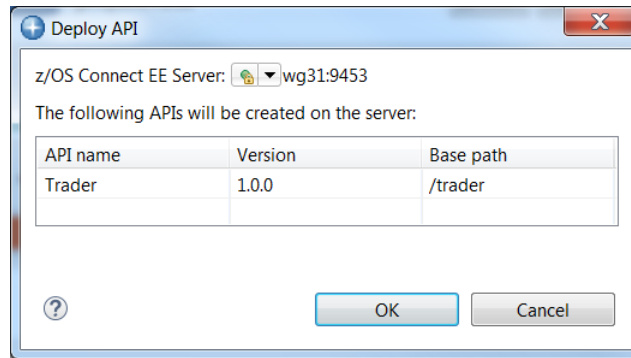 Deploy API
z/OS Connect EE Server: wg31:9453
The following APIs will be created on the server:
API name Version Base path
Trader 1.0.0 /trader
OK Cancel